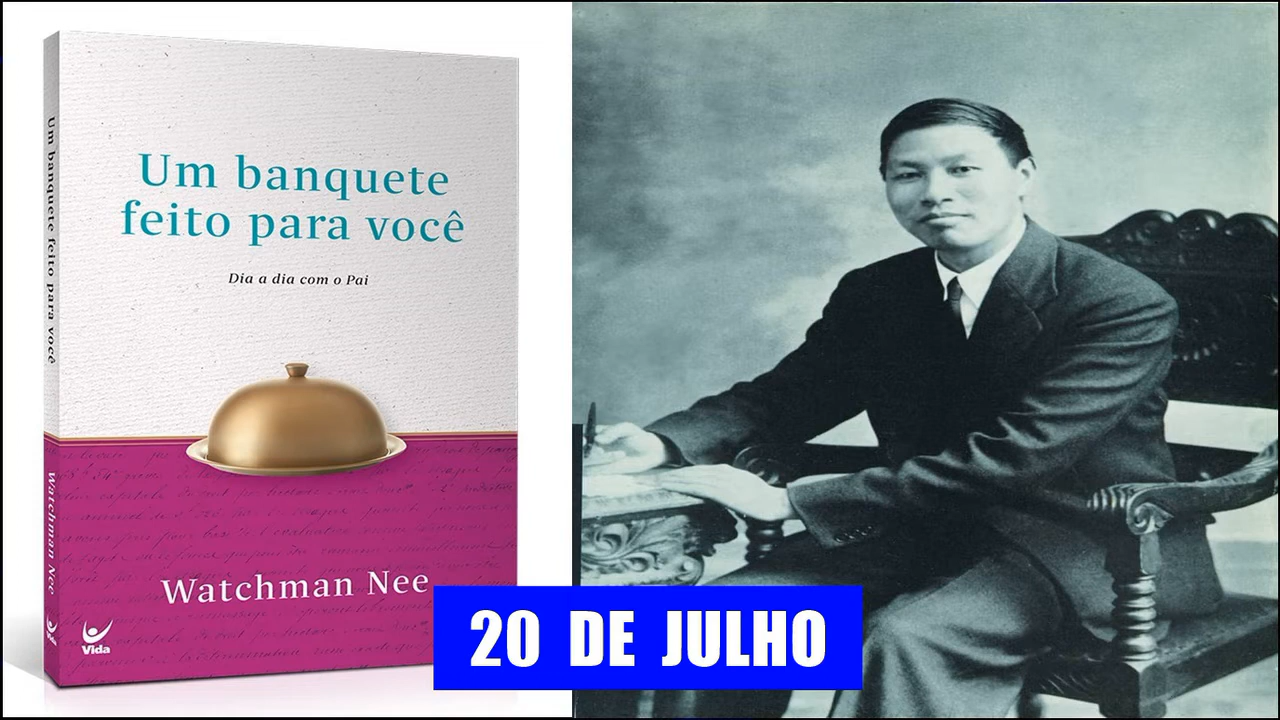 Um banquete
feito para você
Dia a dia com o Pai
Watchman Nee
Vida
Um banquete feito para você
Watchman Nee
20 DE JULHO